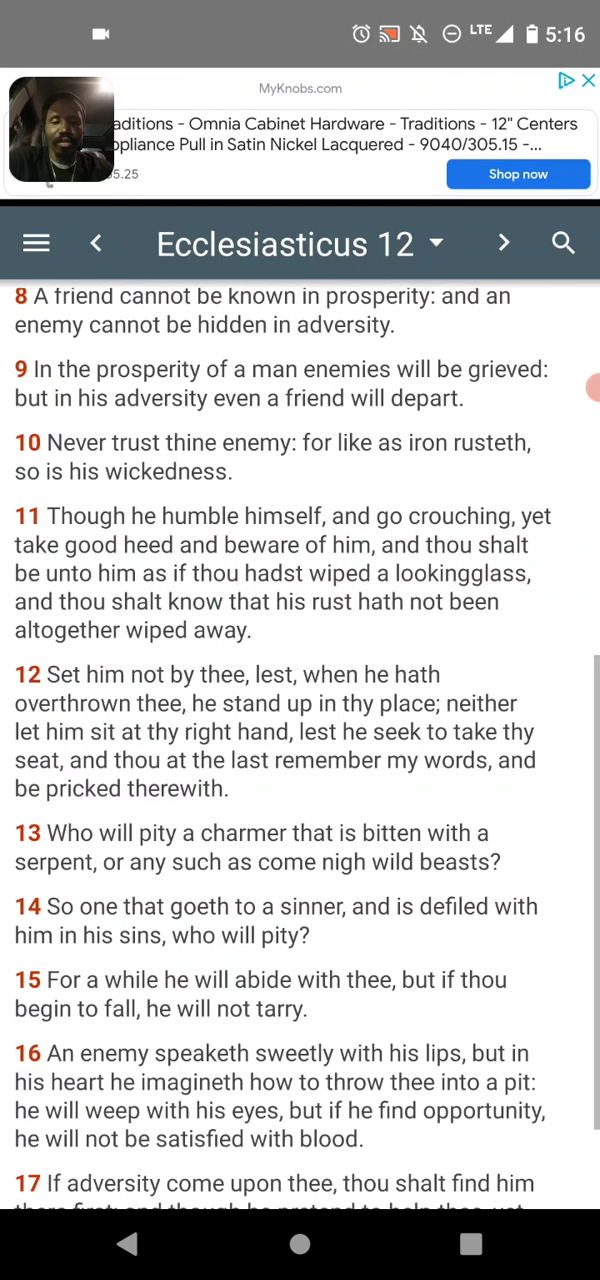 LTE 5:16
MyKnobs.com
aditions - Omnia Cabinet Hardware - Traditions - 12" Centers
ppliance Pull in Satin Nickel Lacquered - 9040/305.15 -...
5.25
Shop now
Ecclesiasticus 12
8 A friend cannot be known in prosperity: and an
enemy cannot be hidden in adversity.
9 In the prosperity of a man enemies will be grieved:
but in his adversity even a friend will depart.
10 Never trust thine enemy: for like as iron rusteth,
so is his wickedness.
11 Though he humble himself, and go crouching, yet
take good heed and beware of him, and thou shalt
be unto him as if thou hadst wiped a lookingglass,
and thou shalt know that his rust hath not been
altogether wiped away.
12 Set him not by thee, lest, when he hath
overthrown thee, he stand up in thy place; neither
let him sit at thy right hand, lest he seek to take thy
seat, and thou at the last remember my words, and
be pricked therewith.
13 Who will pity a charmer that is bitten with a
serpent, or any such as come nigh wild beasts?
14 So one that goeth to a sinner, and is defiled with
him in his sins, who will pity?
15 For a while he will abide with thee, but if thou
begin to fall, he will not tarry.
16 An enemy speaketh sweetly with his lips, but in
his heart he imagineth how to throw thee into a pit:
he will weep with his eyes, but if he find opportunity,
he will not be satisfied with blood.
17 If adversity come upon thee, thou shalt find him
there first: and though he pretend to help thee, yet